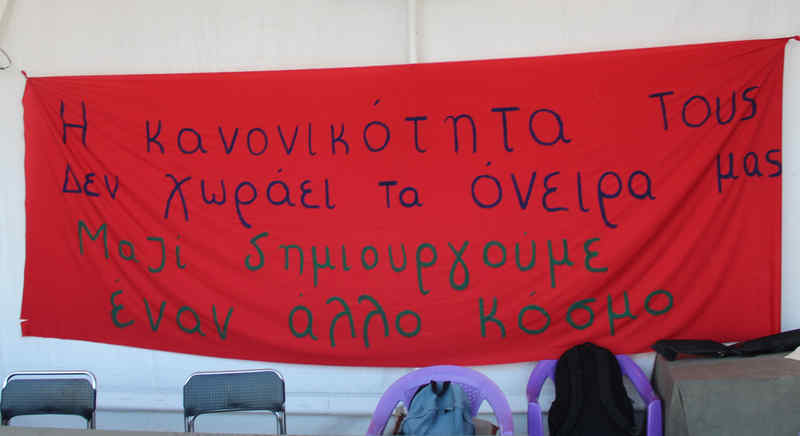 Η κανονικότητα τους
Δεν χωράει τα όνειρα μας
Μαζί δημιουργούμε
έναν άλλο κόσμο